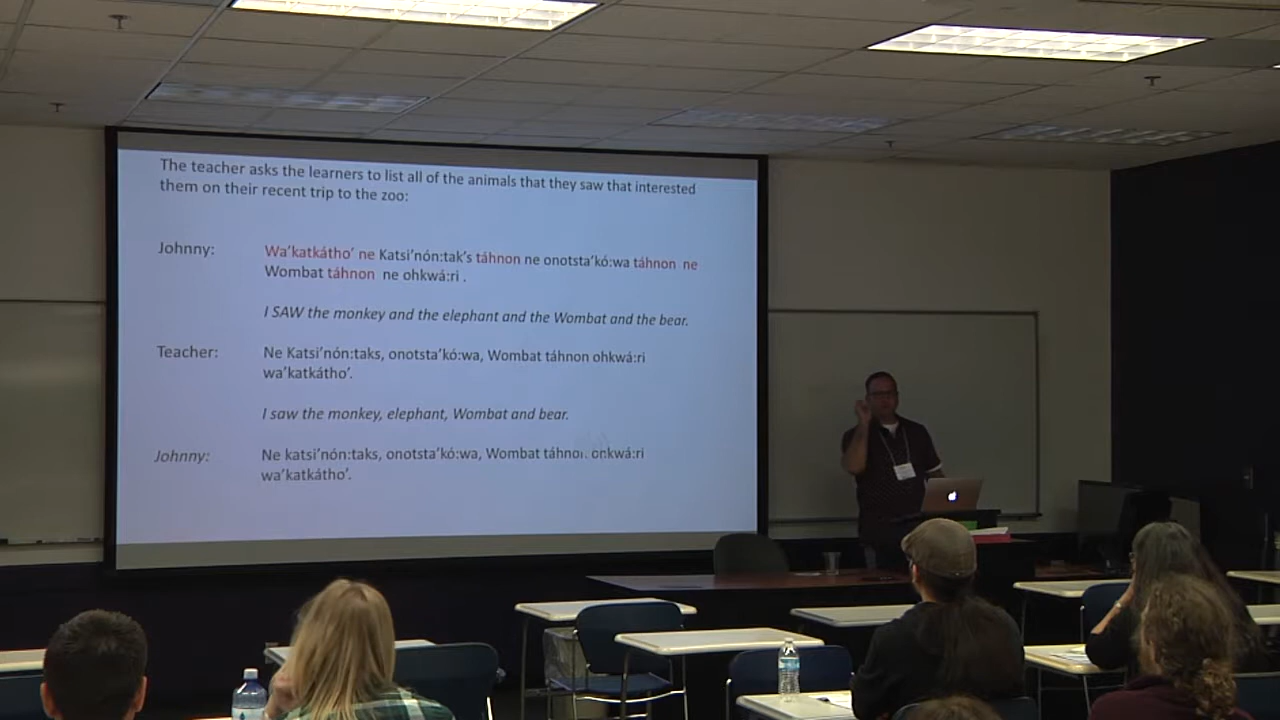 The teacher asks the learners to list all of the animals that they saw that interested
them on their recent trip to the zoo:
Johnny: Wa'katkátho' ne Katsi'nón:tak's táhnon ne onotsta'kó:wa táhnon ne
Wombat táhnon ne ohkwá:ri .
I SAW the monkey and the elephant and the Wombat and the bear.
Teacher: Ne Katsi'nón:taks, onotsta'kó:wa, Wombat táhnon ohkwá:ri
wa'katkátho'.
I saw the monkey, elephant, Wombat and bear.
Johnny: Ne katsi'nón:taks, onotsta'kó:wa, Wombat táhnon ohkwá:ri
wa'katkátho'.